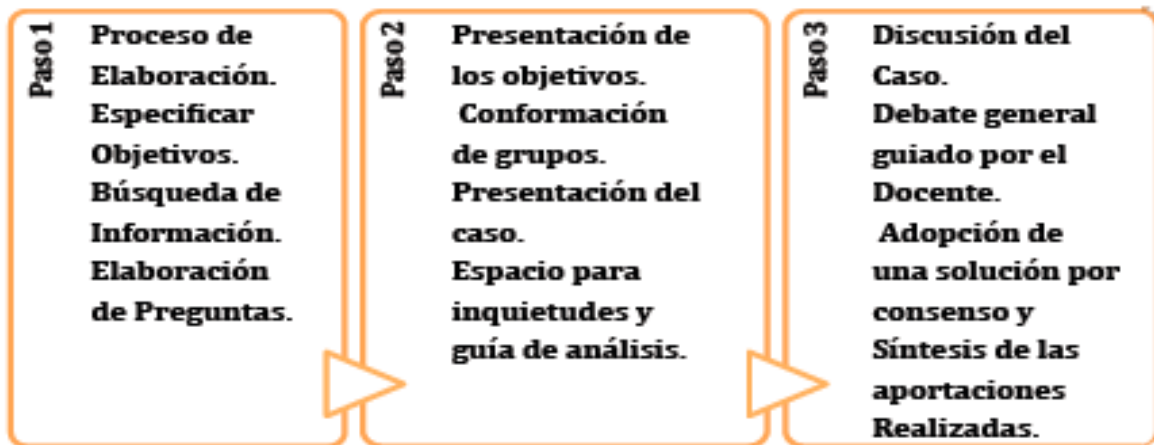 Paso 1
Proceso de
Elaboración.
Especificar
Objetivos.
Búsqueda de
Información.
Elaboración
de Preguntas.
Paso 2
Presentación de
los objetivos.
Conformación
de grupos.
Presentación del
caso.
Espacio para
inquietudes y
guía de análisis.
Paso 3
Discusión del
Caso.
Debate general
guiado por el
Docente.
Adopción de
una solución por
consenso y
Síntesis de las
aportaciones
Realizadas.